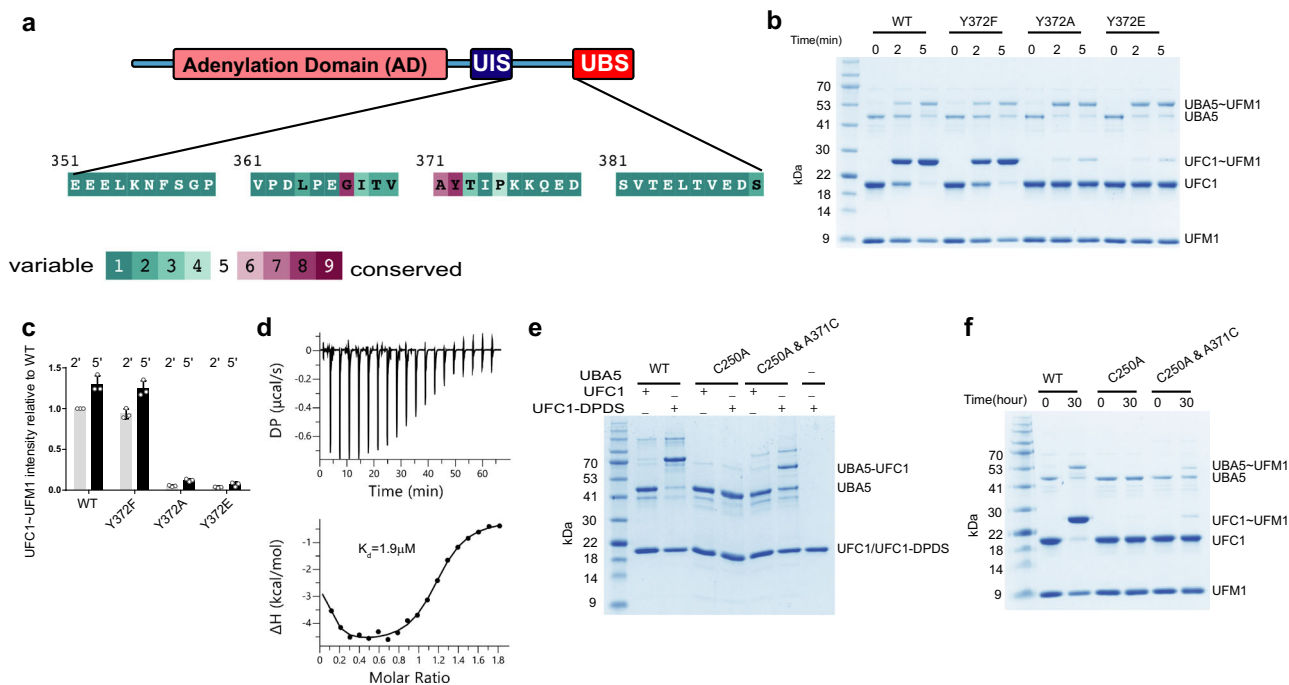 a
Adenylation Domain (AD)
UIS
UBS
351
361
371
381
EEELKNFSGP
VPDLPEGITV
AYTIPKKQED
SVTELTVEDS
variable 1 2 3 4 5 6 7 8 9 conserved
b
WT Y372F Y372A Y372E
Time(min) 0 2 5 0 2 5 0 2 5 0 2 5
70
53
41
30
22
18
14
9
kDa
UBA5~UFM1
UBA5
UFC1~UFM1
UFC1
UFM1
c
UFC1~UFM1 Intensity relative to WT
2' 5' 2' 5' 2' 5' 2' 5'
1.5
1.0
0.5
0.0
WT Y372F Y372A Y372E
d
DP (µcal/s)
0
-0.2
-0.4
-0.6
0 10 20 30 40 50 60
Time (min)
Kd=1.9µM
ΔH (kcal/mol)
-1
-2
-3
-4
0 0.2 0.4 0.6 0.8 1 1.2 1.4 1.6 1.8
Molar Ratio
e
UBA5 WT C250A C250A & A371C –
UFC1 + – + – + – –
UFC1-DPDS – + – + – + +
70
53
41
30
22
18
14
9
kDa
UBA5-UFC1
UBA5
UFC1/UFC1-DPDS
f
WT C250A C250A & A371C
Time(hour) 0 30 0 30 0 30
70
53
41
30
22
18
14
9
kDa
UBA5~UFM1
UBA5
UFC1~UFM1
UFC1
UFM1